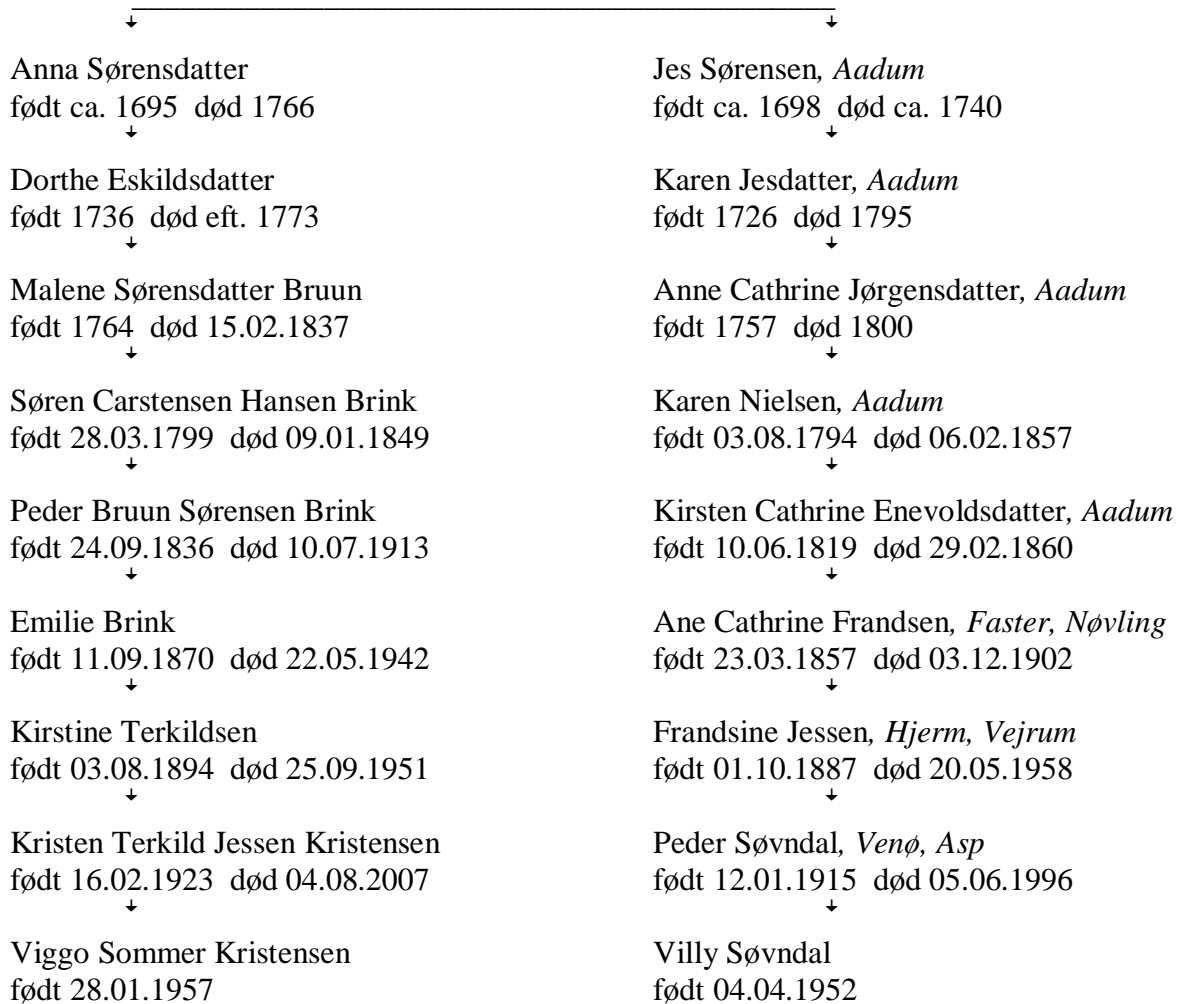 Anna Sørensdatter
født ca. 1695 død 1766
Jes Sørensen, Aadum
født ca. 1698 død ca. 1740
Dorthe Eskildsdatter
født 1736 død eft. 1773
Karen Jesdatter, Aadum
født 1726 død 1795
Malene Sørensdatter Bruun
født 1764 død 15.02.1837
Anne Cathrine Jørgensdatter, Aadum
født 1757 død 1800
Søren Carstensen Hansen Brink
født 28.03.1799 død 09.01.1849
Karen Nielsen, Aadum
født 03.08.1794 død 06.02.1857
Peder Bruun Sørensen Brink
født 24.09.1836 død 10.07.1913
Kirsten Cathrine Enevoldsdatter, Aadum
født 10.06.1819 død 29.02.1860
Emilie Brink
født 11.09.1870 død 22.05.1942
Ane Cathrine Frandsen, Faster, Nøvling
født 23.03.1857 død 03.12.1902
Kirstine Terkildsen
født 03.08.1894 død 25.09.1951
Frandsine Jessen, Hjerm, Vejrum
født 01.10.1887 død 20.05.1958
Kristen Terkild Jessen Kristensen
født 16.02.1923 død 04.08.2007
Peder Søvndal, Venø, Asp
født 12.01.1915 død 05.06.1996
Viggo Sommer Kristensen
født 28.01.1957
Villy Søvndal
født 04.04.1952